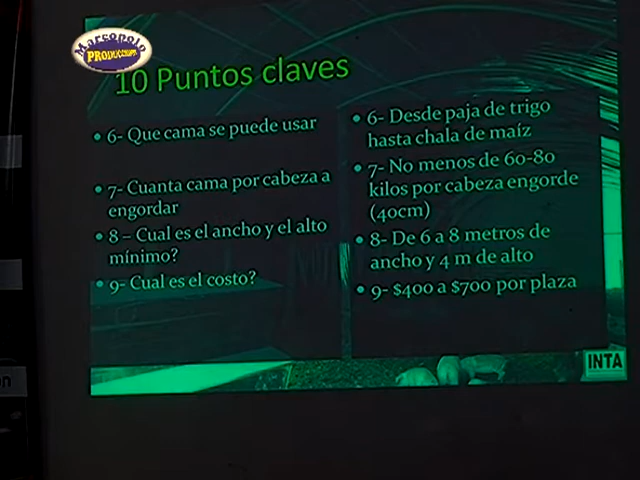 Marcopolo
PRODUCCIONES
10 Puntos claves
• 6- Que cama se puede usar
• 7- Cuanta cama por cabeza a
engordar
• 8 – Cual es el ancho y el alto
mínimo?
• 9- Cual es el costo?
• 6- Desde paja de trigo
hasta chala de maíz
• 7- No menos de 60-80
kilos por cabeza engorde
(40cm)
• 8- De 6 a 8 metros de
ancho y 4 m de alto
• 9- $400 a $700 por plaza
INTA